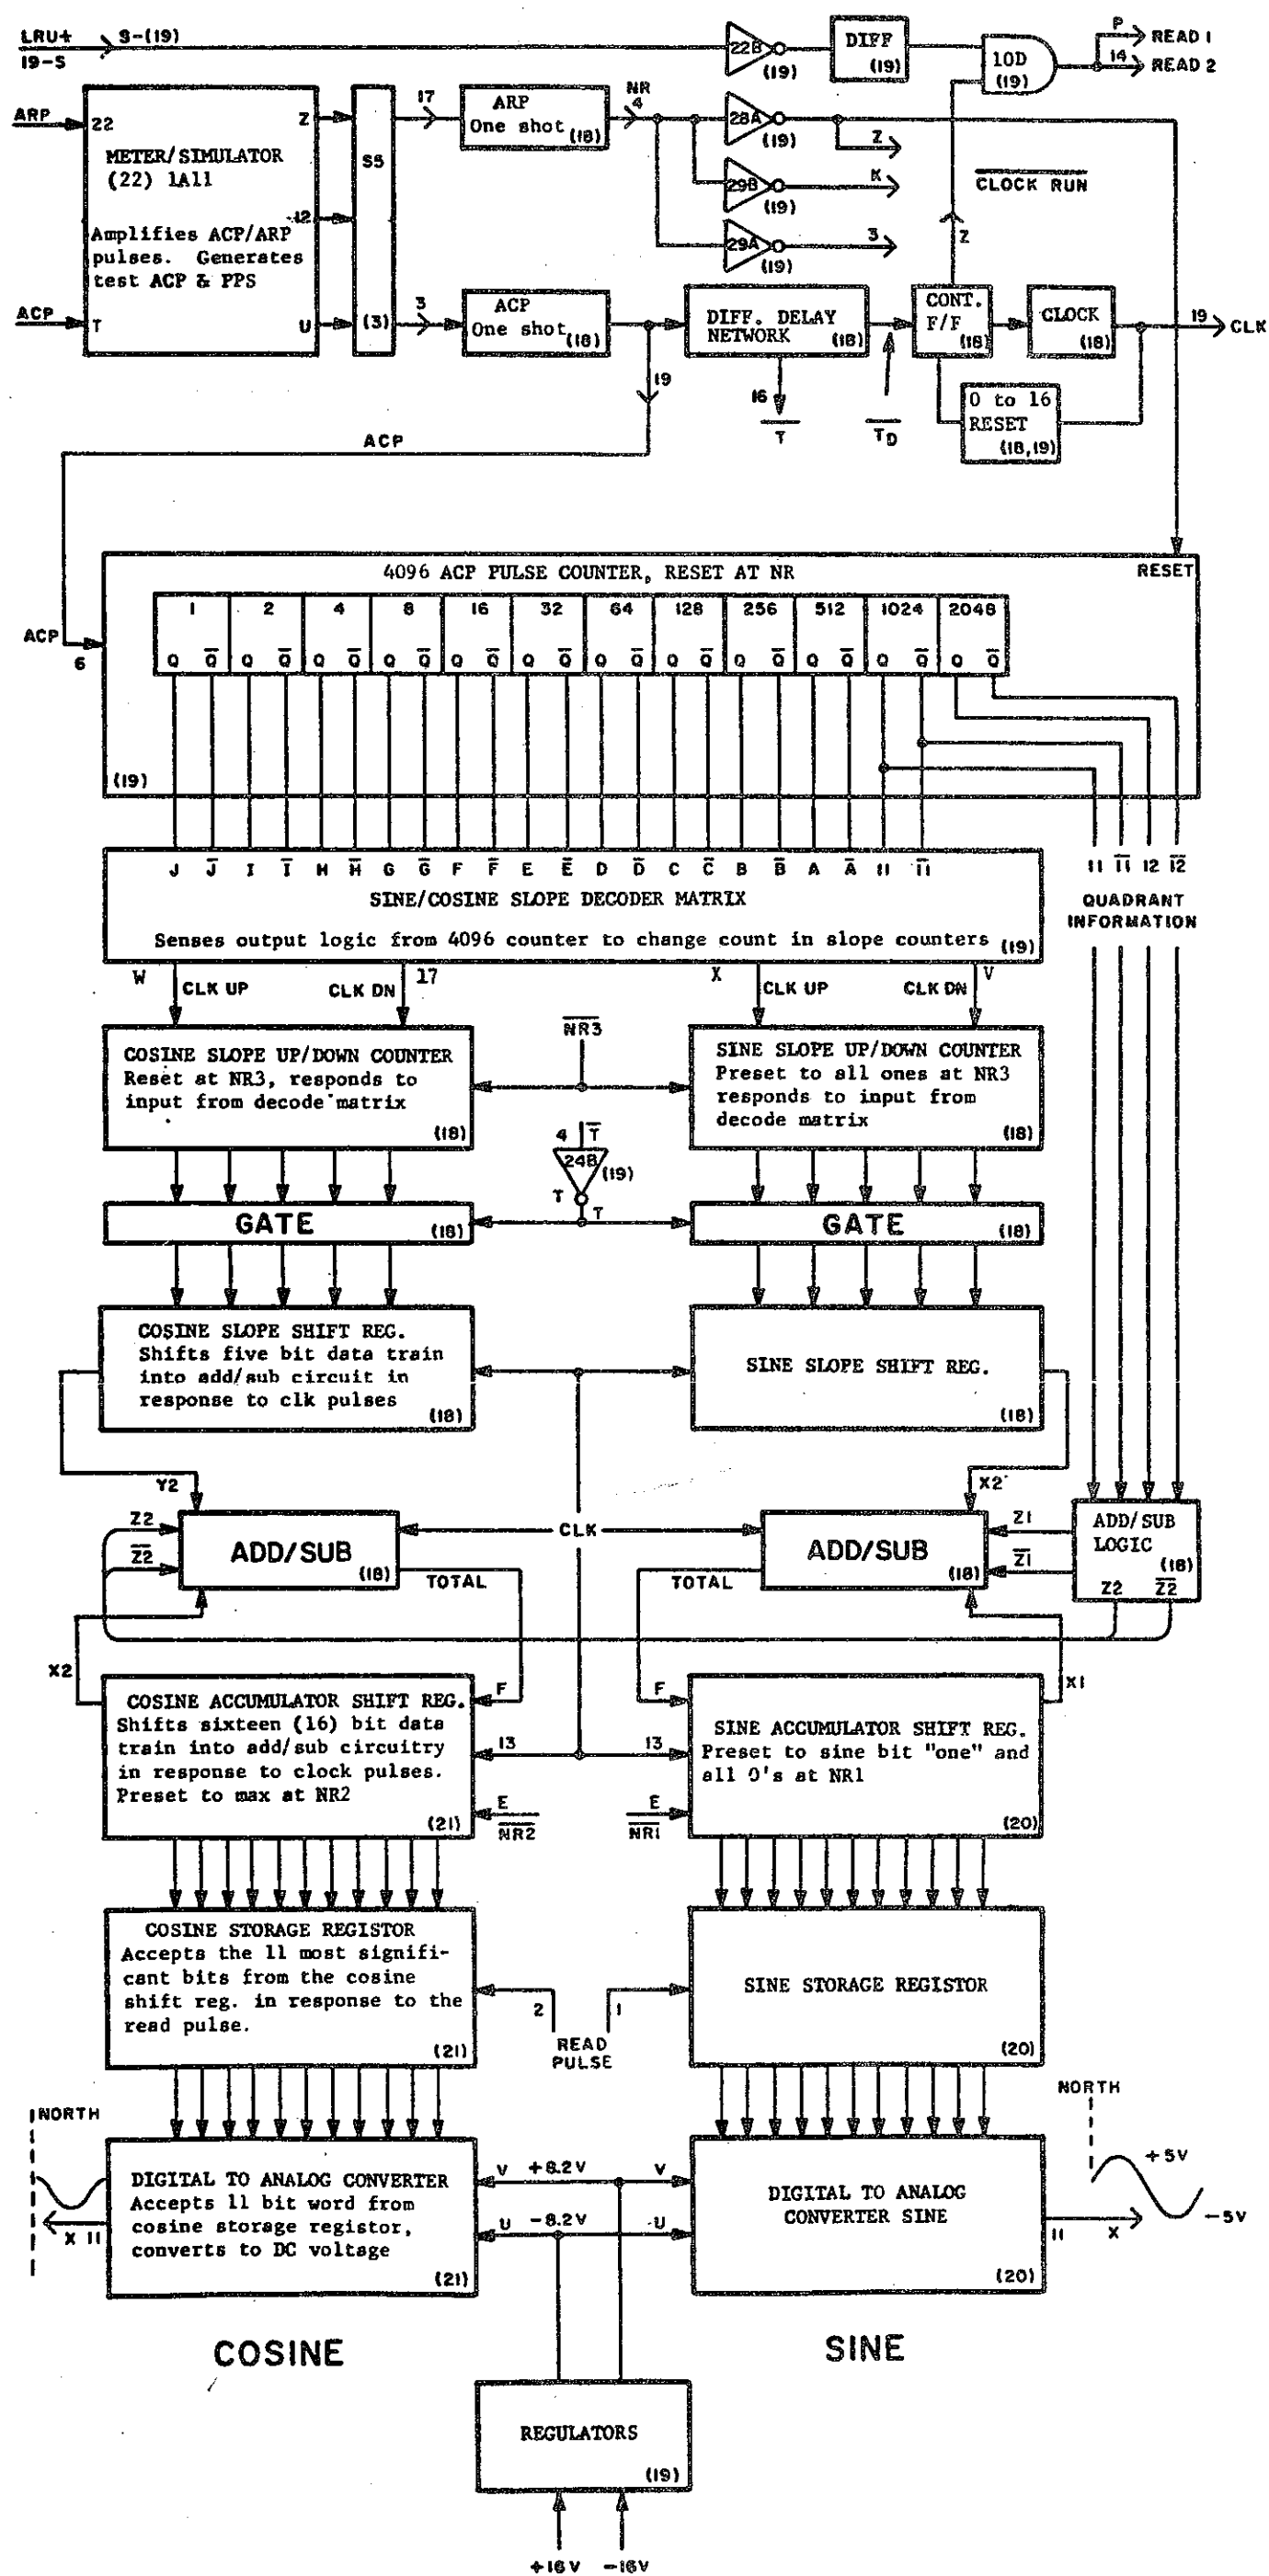 LRU+
19-S
S-(19)
22B
(19)
DIFF
(19)
10D
(19)
P
READ 1
14
READ 2
ARP
22
Z
METER/SIMULATOR
(22) 1A11
12
Amplifies ACP/ARP
pulses. Generates
test ACP & PPS
ACP
T
U
S5
(3)
17
ARP
One shot
(18)
NR
4
28A
(19)
Z
29B
(19)
K
29A
(19)
3
CLOCK RUN
Z
3
ACP
One shot
(18)
DIFF. DELAY
NETWORK
(18)
CONT.
F/F
(18)
CLOCK
(18)
19
CLK
19
16
T̅
T̅D̅
0 to 16
RESET
(18,19)
ACP
4096 ACP PULSE COUNTER, RESET AT NR
RESET
1 2 4 8 16 32 64 128 256 512 1024 2048
Q Q̅ Q Q̅ Q Q̅ Q Q̅ Q Q̅ Q Q̅ Q Q̅ Q Q̅ Q Q̅ Q Q̅ Q Q̅ Q Q̅
ACP
6
(19)
J J̅ I I̅ H H̅ G G̅ F F̅ E E̅ D D̅ C C̅ B B̅ A A̅ 11 1̅1̅
11 1̅1̅ 12 1̅2̅
QUADRANT
INFORMATION
SINE/COSINE SLOPE DECODER MATRIX
Senses output logic from 4096 counter to change count in slope counters
(19)
W
CLK UP
CLK DN
17
X
CLK UP
CLK DN
V
COSINE SLOPE UP/DOWN COUNTER
Reset at NR3, responds to
input from decode matrix
(18)
N̅R̅3̅
SINE SLOPE UP/DOWN COUNTER
Preset to all ones at NR3
responds to input from
decode matrix
(18)
4 T̅
24B
(19)
T
T
GATE
(18)
GATE
(18)
COSINE SLOPE SHIFT REG.
Shifts five bit data train
into add/sub circuit in
response to clk pulses
(18)
SINE SLOPE SHIFT REG.
(18)
Y2
X2
Z2
Z̅2̅
ADD/SUB
(18)
CLK
ADD/SUB
(18)
Z1
Z̅1̅
ADD/SUB
LOGIC
(18)
Z2 Z̅2̅
TOTAL
TOTAL
X2
X1
COSINE ACCUMULATOR SHIFT REG.
Shifts sixteen (16) bit data
train into add/sub circuitry
in response to clock pulses.
Preset to max at NR2
(21)
F
13
E
N̅R̅2̅
F
13
E
N̅R̅1̅
SINE ACCUMULATOR SHIFT REG.
Preset to sine bit "one" and
all 0's at NR1
(20)
COSINE STORAGE REGISTOR
Accepts the 11 most signifi-
cant bits from the cosine
shift reg. in response to the
read pulse.
(21)
2
1
READ
PULSE
SINE STORAGE REGISTOR
(20)
NORTH
X 11
DIGITAL TO ANALOG CONVERTER
Accepts 11 bit word from
cosine storage registor,
converts to DC voltage
(21)
V +8.2V V
U -8.2V U
DIGITAL TO ANALOG
CONVERTER SINE
(20)
NORTH
+5V
-5V
11 X
COSINE
SINE
REGULATORS
(19)
+16V -16V